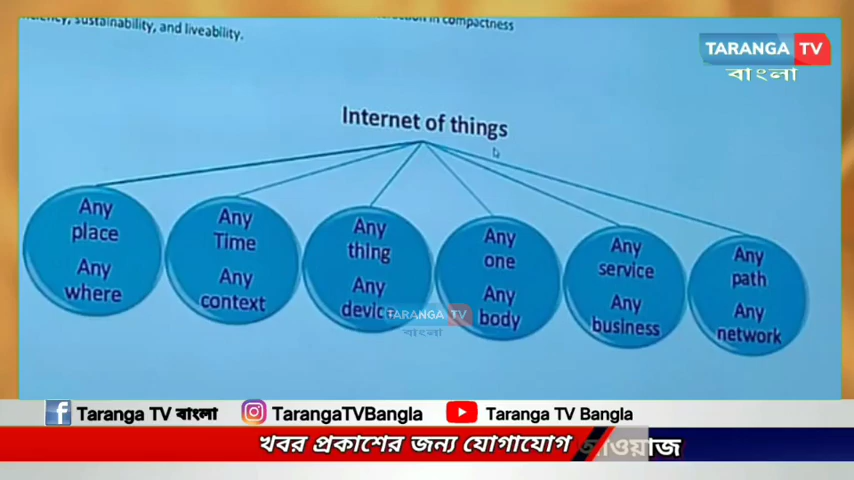 sustainability, and liveability.
in compactness
TARANGA TV
বাংলা
Internet of things
Any
place
Any
where
Any
Time
Any
context
Any
thing
Any
device
Any
one
Any
body
Any
service
Any
business
Any
path
Any
network
TARANGA TV
বাংলা
Taranga TV বাংলা
TarangaTVBangla
Taranga TV Bangla
খবর প্রকাশের জন্য যোগাযোগ
আওয়াজ